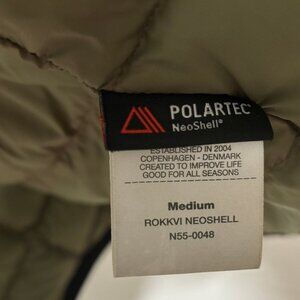 POLARTEC®
NeoShell®
ESTABLISHED IN 2004
COPENHAGEN - DENMARK
CREATED TO IMPROVE LIFE
GOOD FOR ALL SEASONS
Medium
ROKKVI NEOSHELL
N55-0048